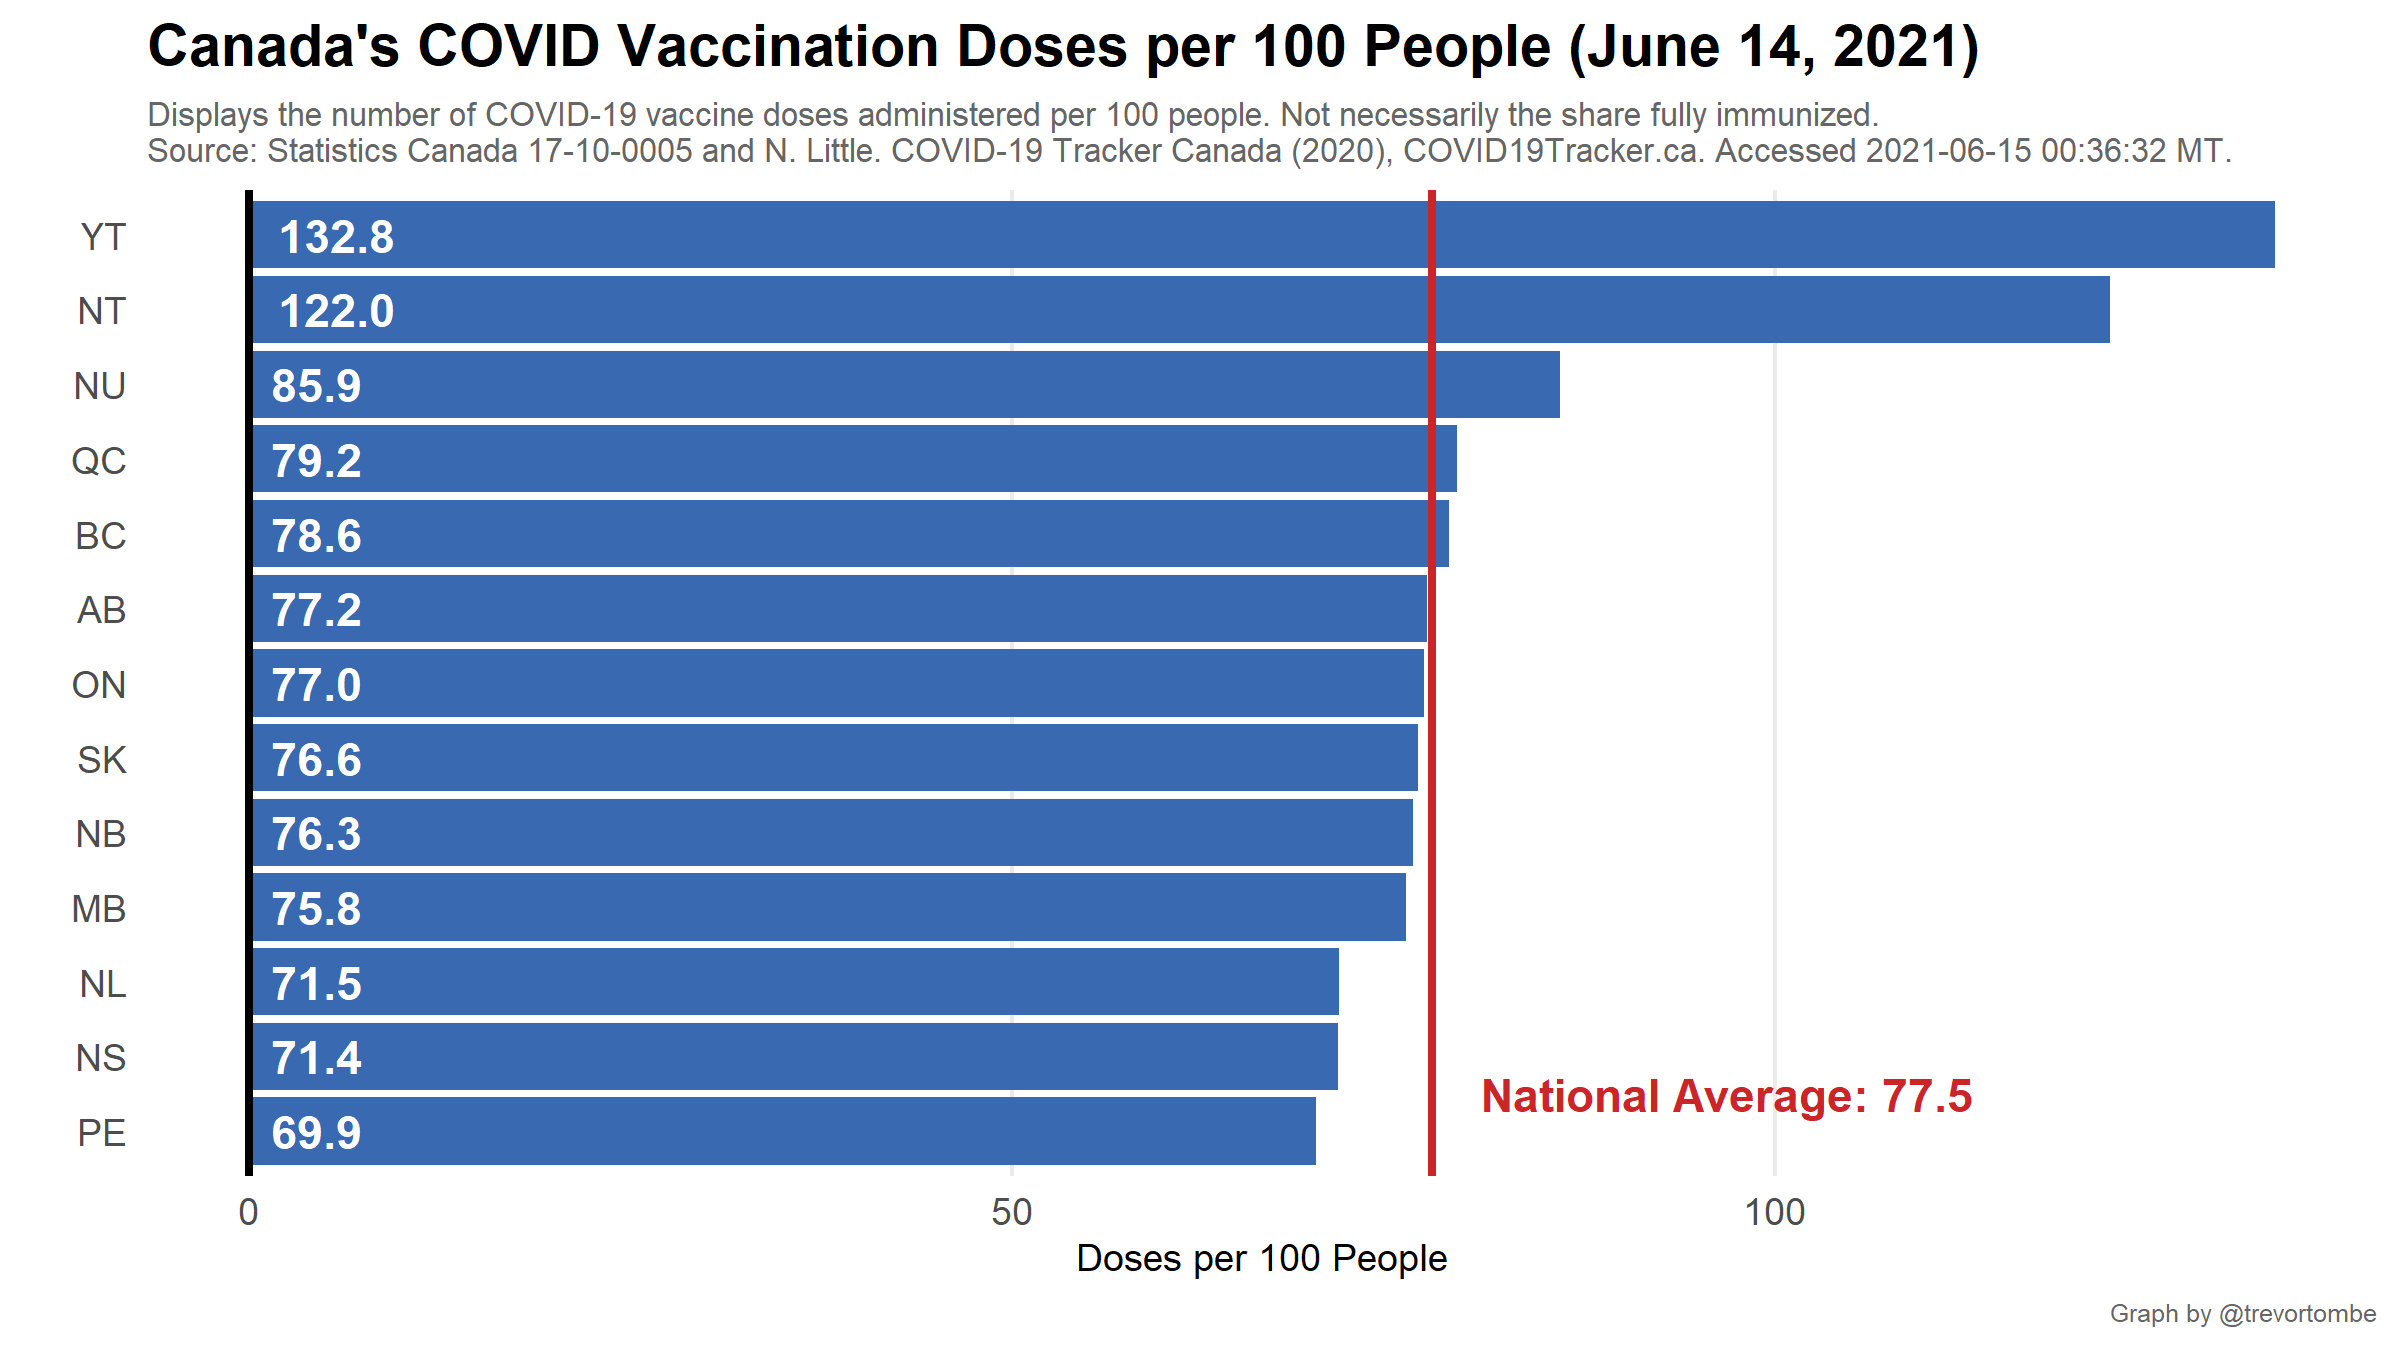 Canada's COVID Vaccination Doses per 100 People (June 14, 2021)
Displays the number of COVID-19 vaccine doses administered per 100 people. Not necessarily the share fully immunized.
Source: Statistics Canada 17-10-0005 and N. Little. COVID-19 Tracker Canada (2020), COVID19Tracker.ca. Accessed 2021-06-15 00:36:32 MT.
YT 132.8
NT 122.0
NU 85.9
QC 79.2
BC 78.6
AB 77.2
ON 77.0
SK 76.6
NB 76.3
MB 75.8
NL 71.5
NS 71.4
National Average: 77.5
PE 69.9
0 50 100
Doses per 100 People
Graph by @trevortombe